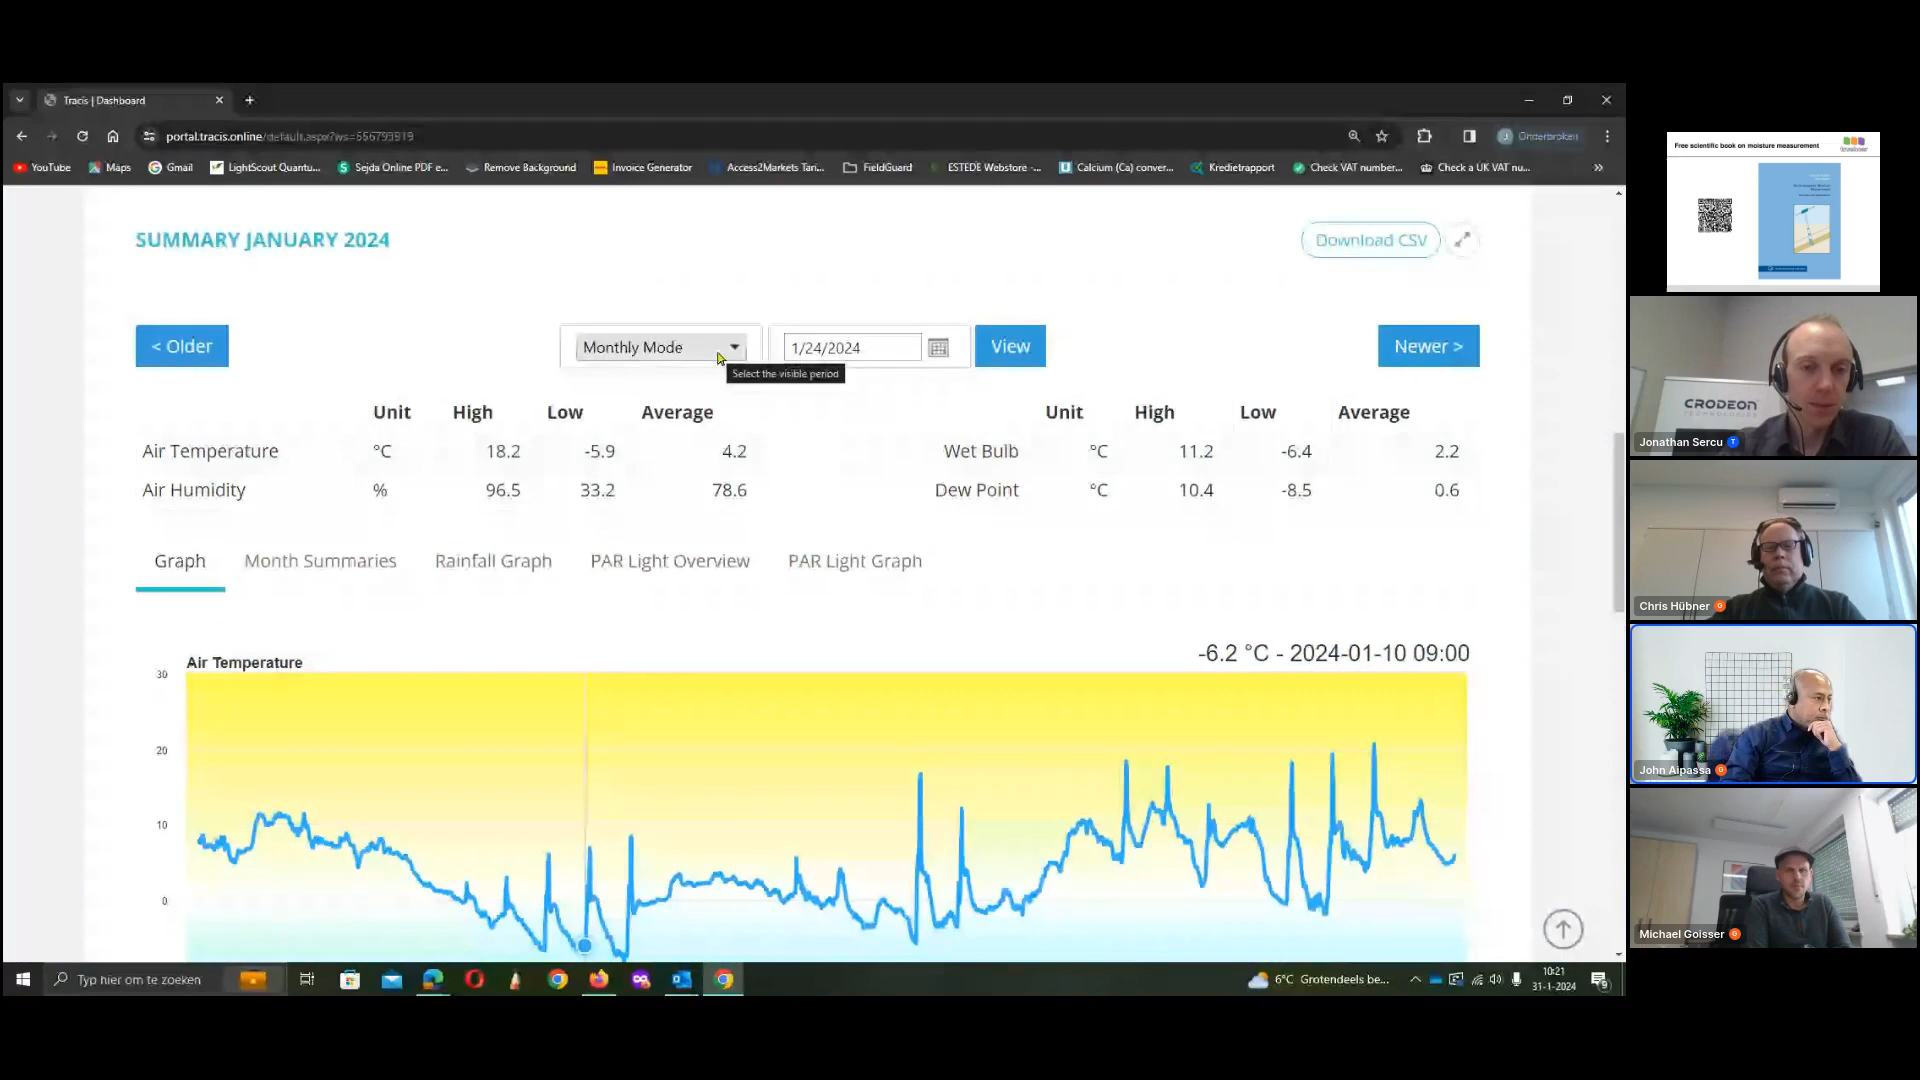 Tracis | Dashboard
portal.tracis.online/default.aspx?ws=656793919
Onderbroken
YouTube
Maps
Gmail
LightScout Quantu...
Sejda Online PDF e...
Remove Background
Invoice Generator
Access2Markets Tari...
FieldGuard
ESTEDE Webstore -...
Calcium (Ca) conver...
Kredietrapport
Check VAT number...
Check a UK VAT nu...
SUMMARY JANUARY 2024
Download CSV
< Older
Monthly Mode
1/24/2024
View
Newer >
Select the visible period
Unit High Low Average
Unit High Low Average
Air Temperature °C 18.2 -5.9 4.2
Wet Bulb °C 11.2 -6.4 2.2
Air Humidity % 96.5 33.2 78.6
Dew Point °C 10.4 -8.5 0.6
Graph
Month Summaries
Rainfall Graph
PAR Light Overview
PAR Light Graph
Air Temperature
-6.2 °C - 2024-01-10 09:00
30
20
10
0
Typ hier om te zoeken
6°C Grotendeels be...
10:21
31-1-2024
Free scientific book on moisture measurement
CRODEON
TECHNOLOGIES
Jonathan Sercu
Chris Hübner
John Aipassa
Michael Goisser